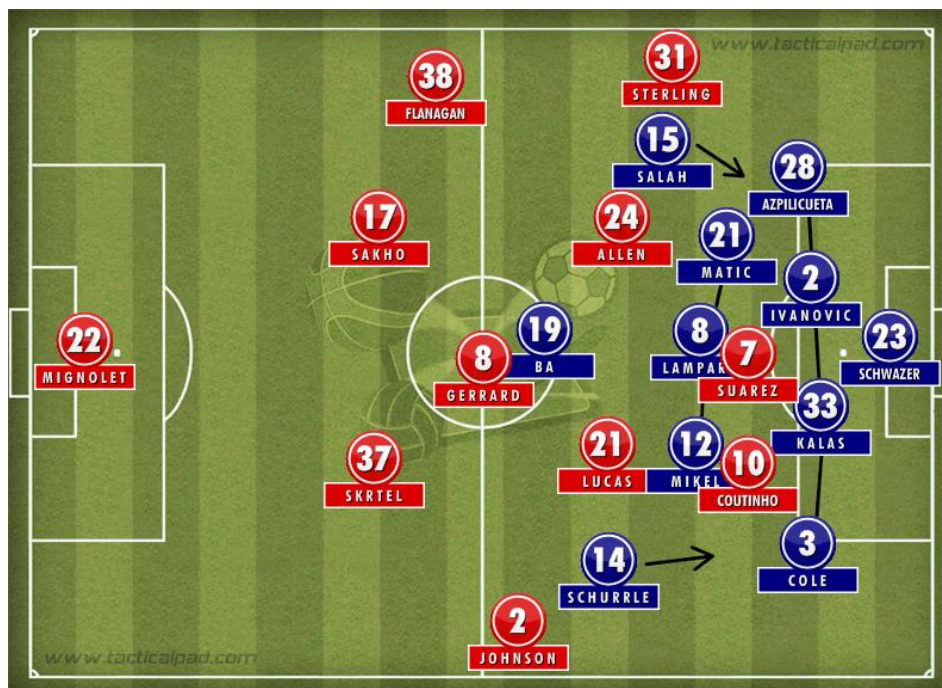 www.tacticalpad.com
31
STERLING
38
FLANAGAN
15
SALAH
28
AZPILICUETA
17
SAKHO
24
ALLEN
21
MATIC
2
IVANOVIC
22
MIGNOLET
8
GERRARD
19
BA
8
LAMPAR
7
SUAREZ
23
SCHWAZER
33
KALAS
37
SKRTEL
21
LUCAS
12
MIKEL
10
COUTINHO
14
SCHURRLE
3
COLE
2
JOHNSON
www.tacticalpad.com